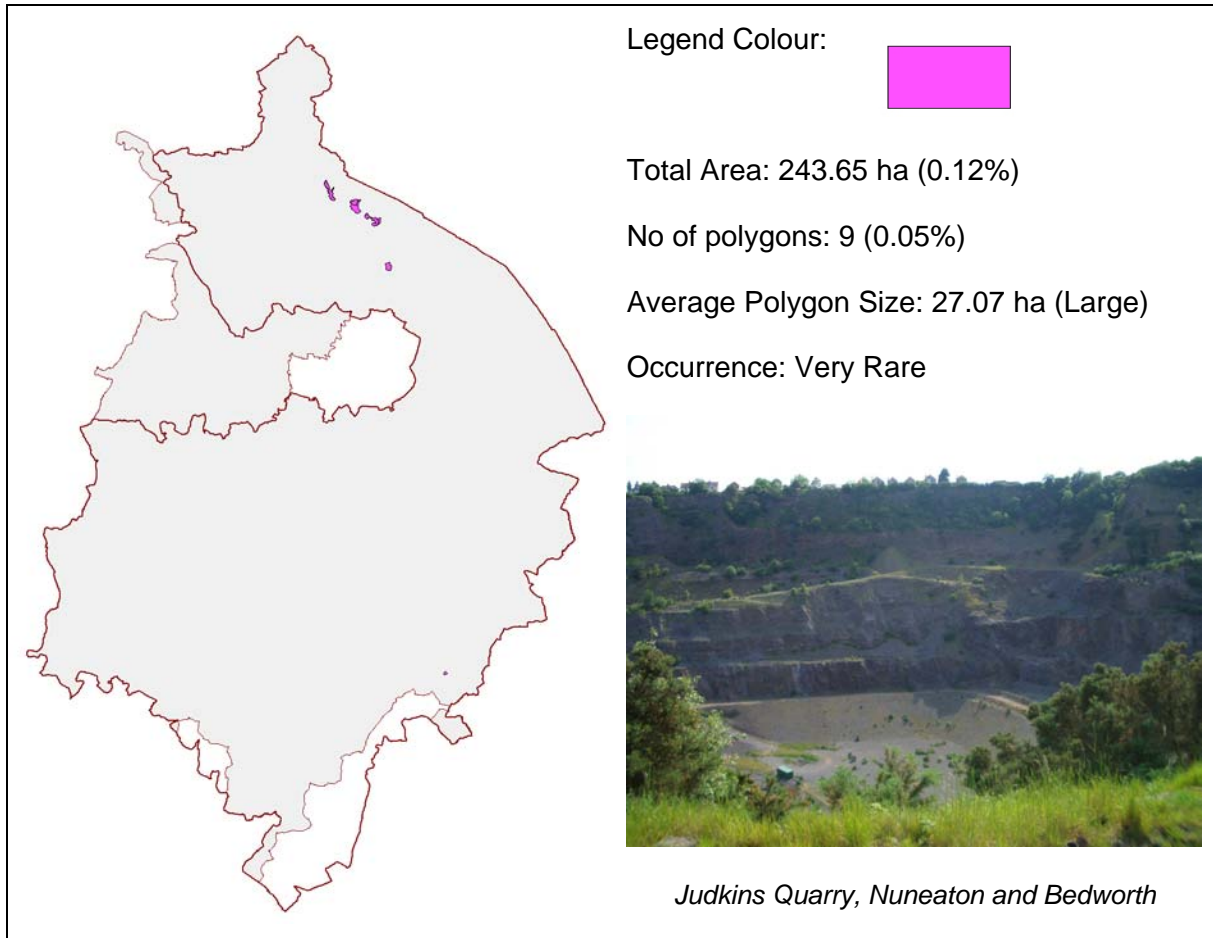 Legend Colour:
Total Area: 243.65 ha (0.12%)
No of polygons: 9 (0.05%)
Average Polygon Size: 27.07 ha (Large)
Occurrence: Very Rare
Judkins Quarry, Nuneaton and Bedworth